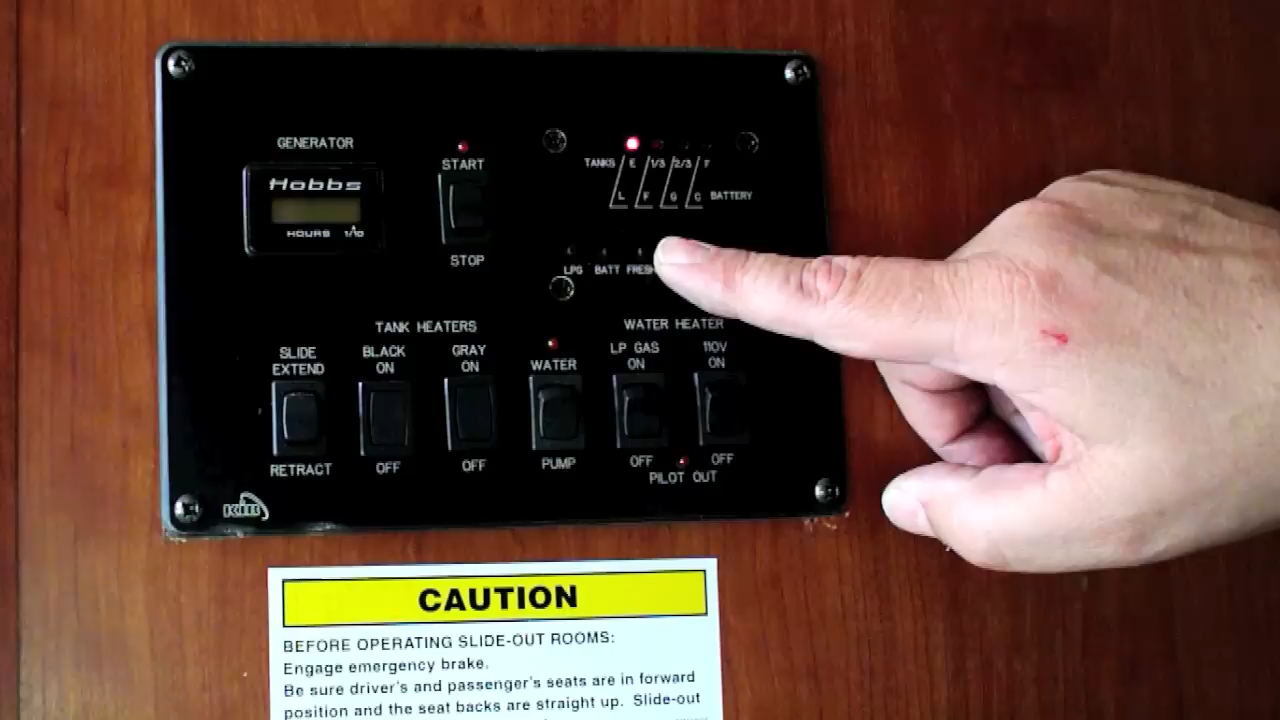 GENERATOR
Hobbs
HOURS 1/10
START
STOP
TANKS E 1/3 2/3 F
L F G C BATTERY
LPG BATT FRESH
TANK HEATERS
WATER HEATER
SLIDE
EXTEND
RETRACT
BLACK
ON
OFF
GRAY
ON
OFF
WATER
PUMP
LP GAS
ON
OFF
110V
ON
OFF
PILOT OUT
KIB
CAUTION
BEFORE OPERATING SLIDE-OUT ROOMS:
Engage emergency brake.
Be sure driver's and passenger's seats are in forward
position and the seat backs are straight up. Slide-out